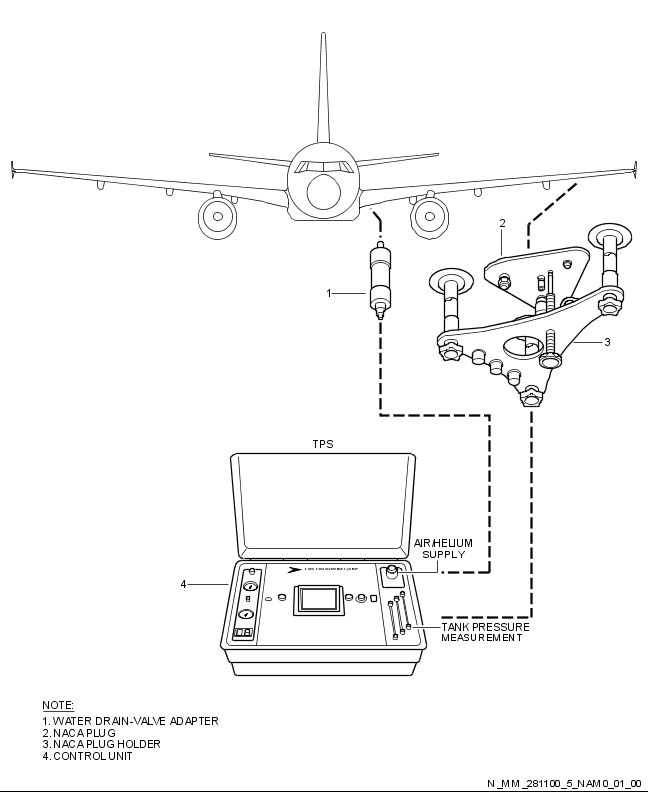 2
1
3
TPS
AIR/HELIUM
SUPPLY
4
TANK PRESSURE
MEASUREMENT
NOTE:
1. WATER DRAIN-VALVE ADAPTER
2. NACA PLUG
3. NACA PLUG HOLDER
4. CONTROL UNIT
N_MM_281100_5_NAM0_01_00